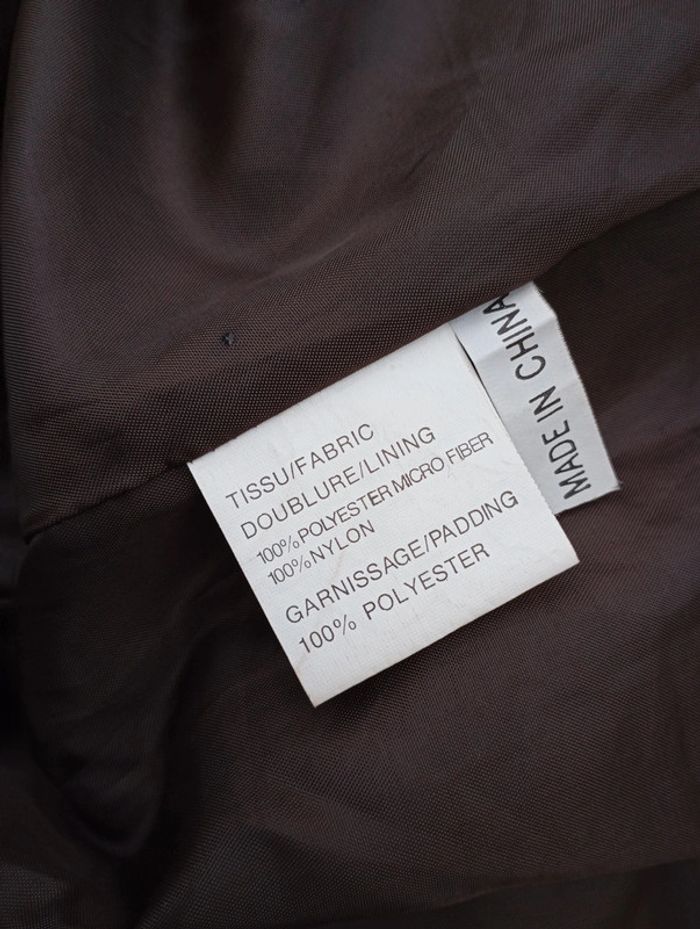 TISSU/FABRIC
DOUBLURE/LINING
100% POLYESTER MICRO FIBER
100% NYLON
GARNISSAGE/PADDING
100% POLYESTER
MADE IN CHINA